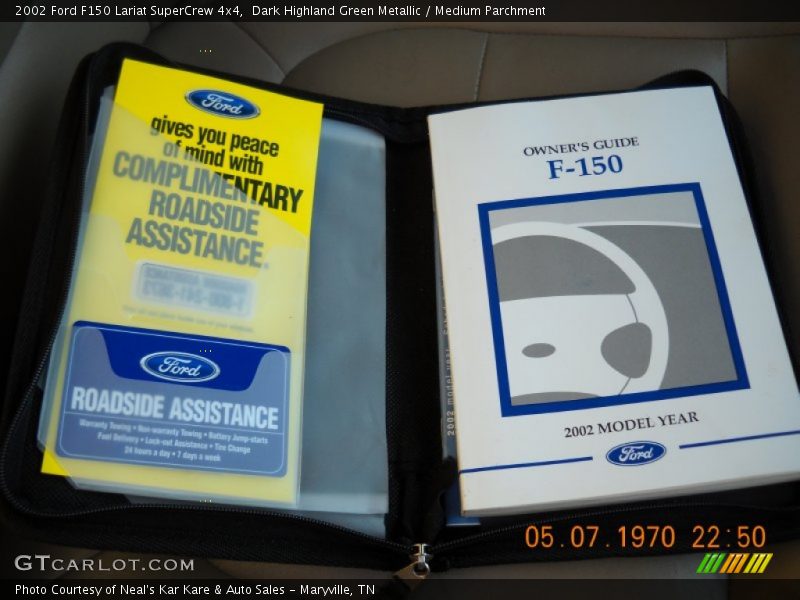 2002 Ford F150 Lariat SuperCrew 4x4, Dark Highland Green Metallic / Medium Parchment
Ford
gives you peace
of mind with
COMPLIMENTARY
ROADSIDE
ASSISTANCE.
Ford
ROADSIDE ASSISTANCE
Warranty Towing • Non-warranty Towing • Battery Jump-starts
Fuel Delivery • Lock-out Assistance • Tire Change
24 hours a day • 7 days a week
OWNER'S GUIDE
F-150
2002 MODEL YEAR
Ford
05.07.1970 22:50
GTCARLOT.COM
Photo Courtesy of Neal's Kar Kare & Auto Sales - Maryville, TN